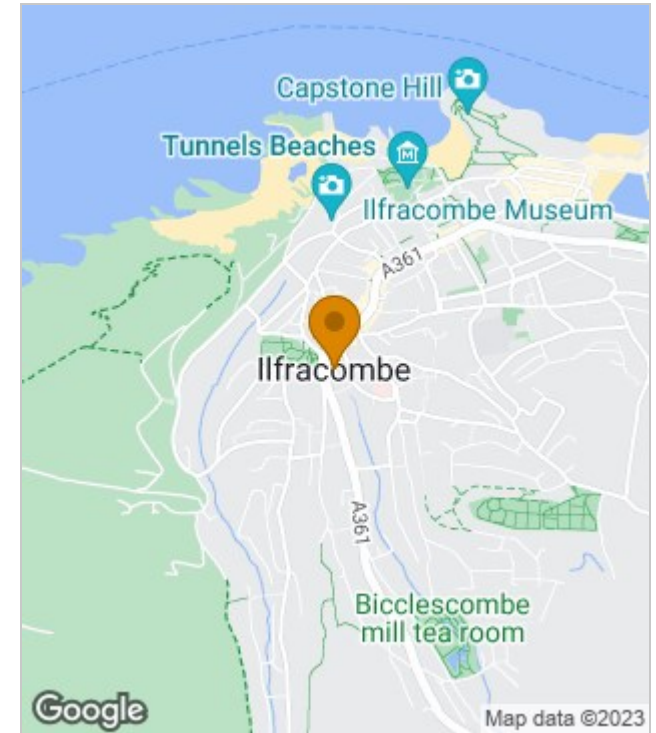 Capstone Hill
Tunnels Beaches
Ilfracombe Museum
A361
Ilfracombe
A361
Bicclescombe
mill tea room
Google
Map data ©2023